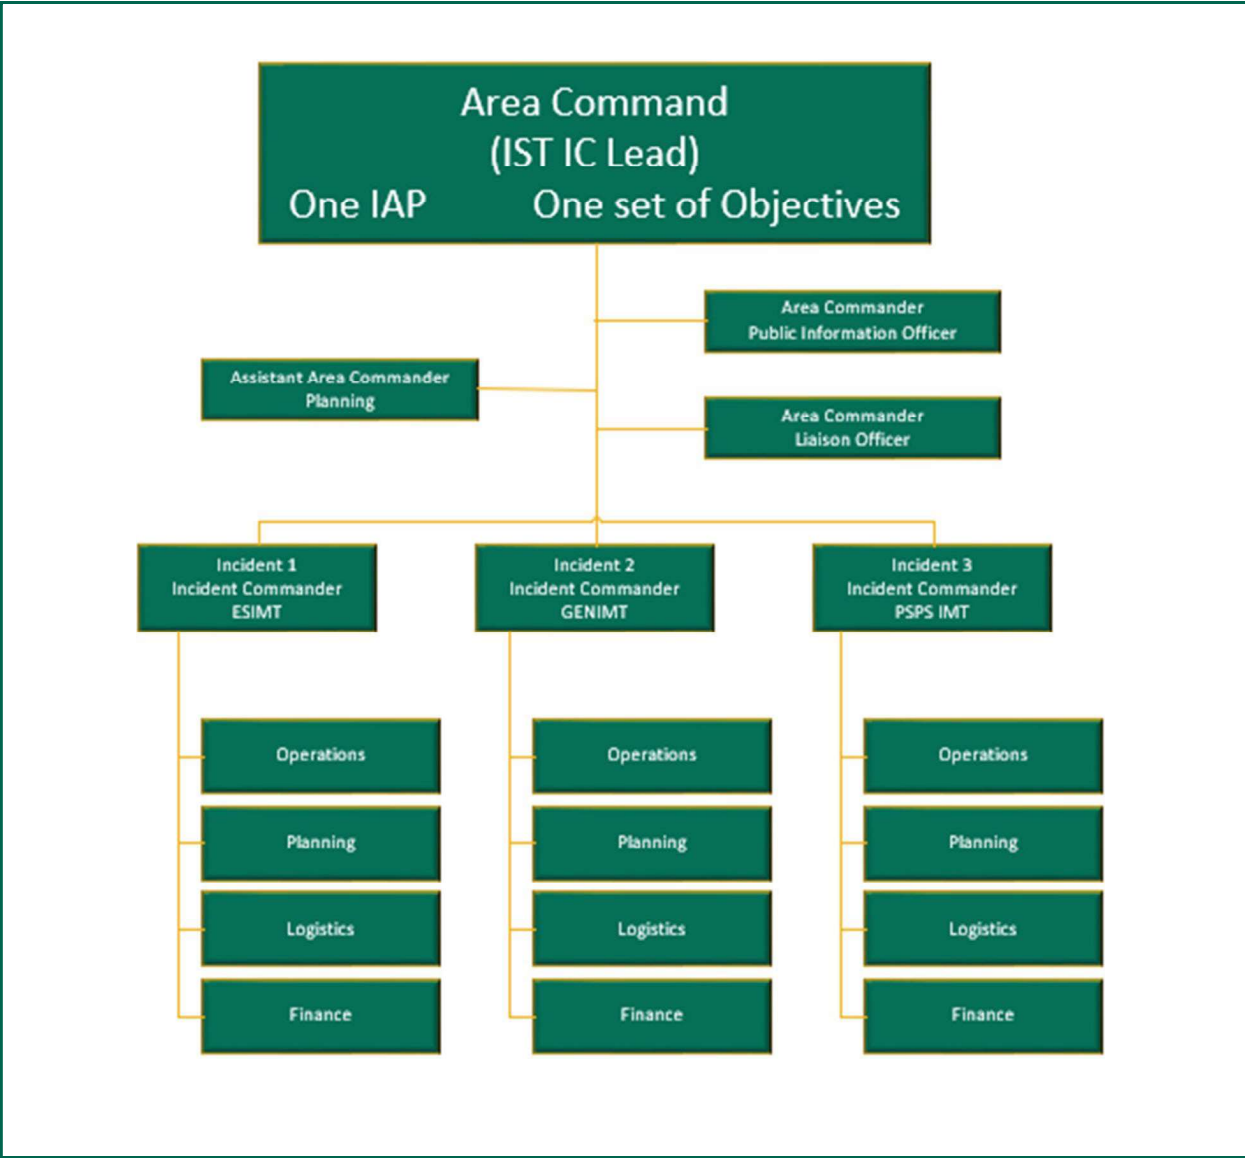 Area Command
(IST IC Lead)
One IAP One set of Objectives
Area Commander
Public Information Officer
Assistant Area Commander
Planning
Area Commander
Liaison Officer
Incident 1
Incident Commander
ESIMT
Incident 2
Incident Commander
GENIMT
Incident 3
Incident Commander
PSPS IMT
Operations
Planning
Logistics
Finance
Operations
Planning
Logistics
Finance
Operations
Planning
Logistics
Finance